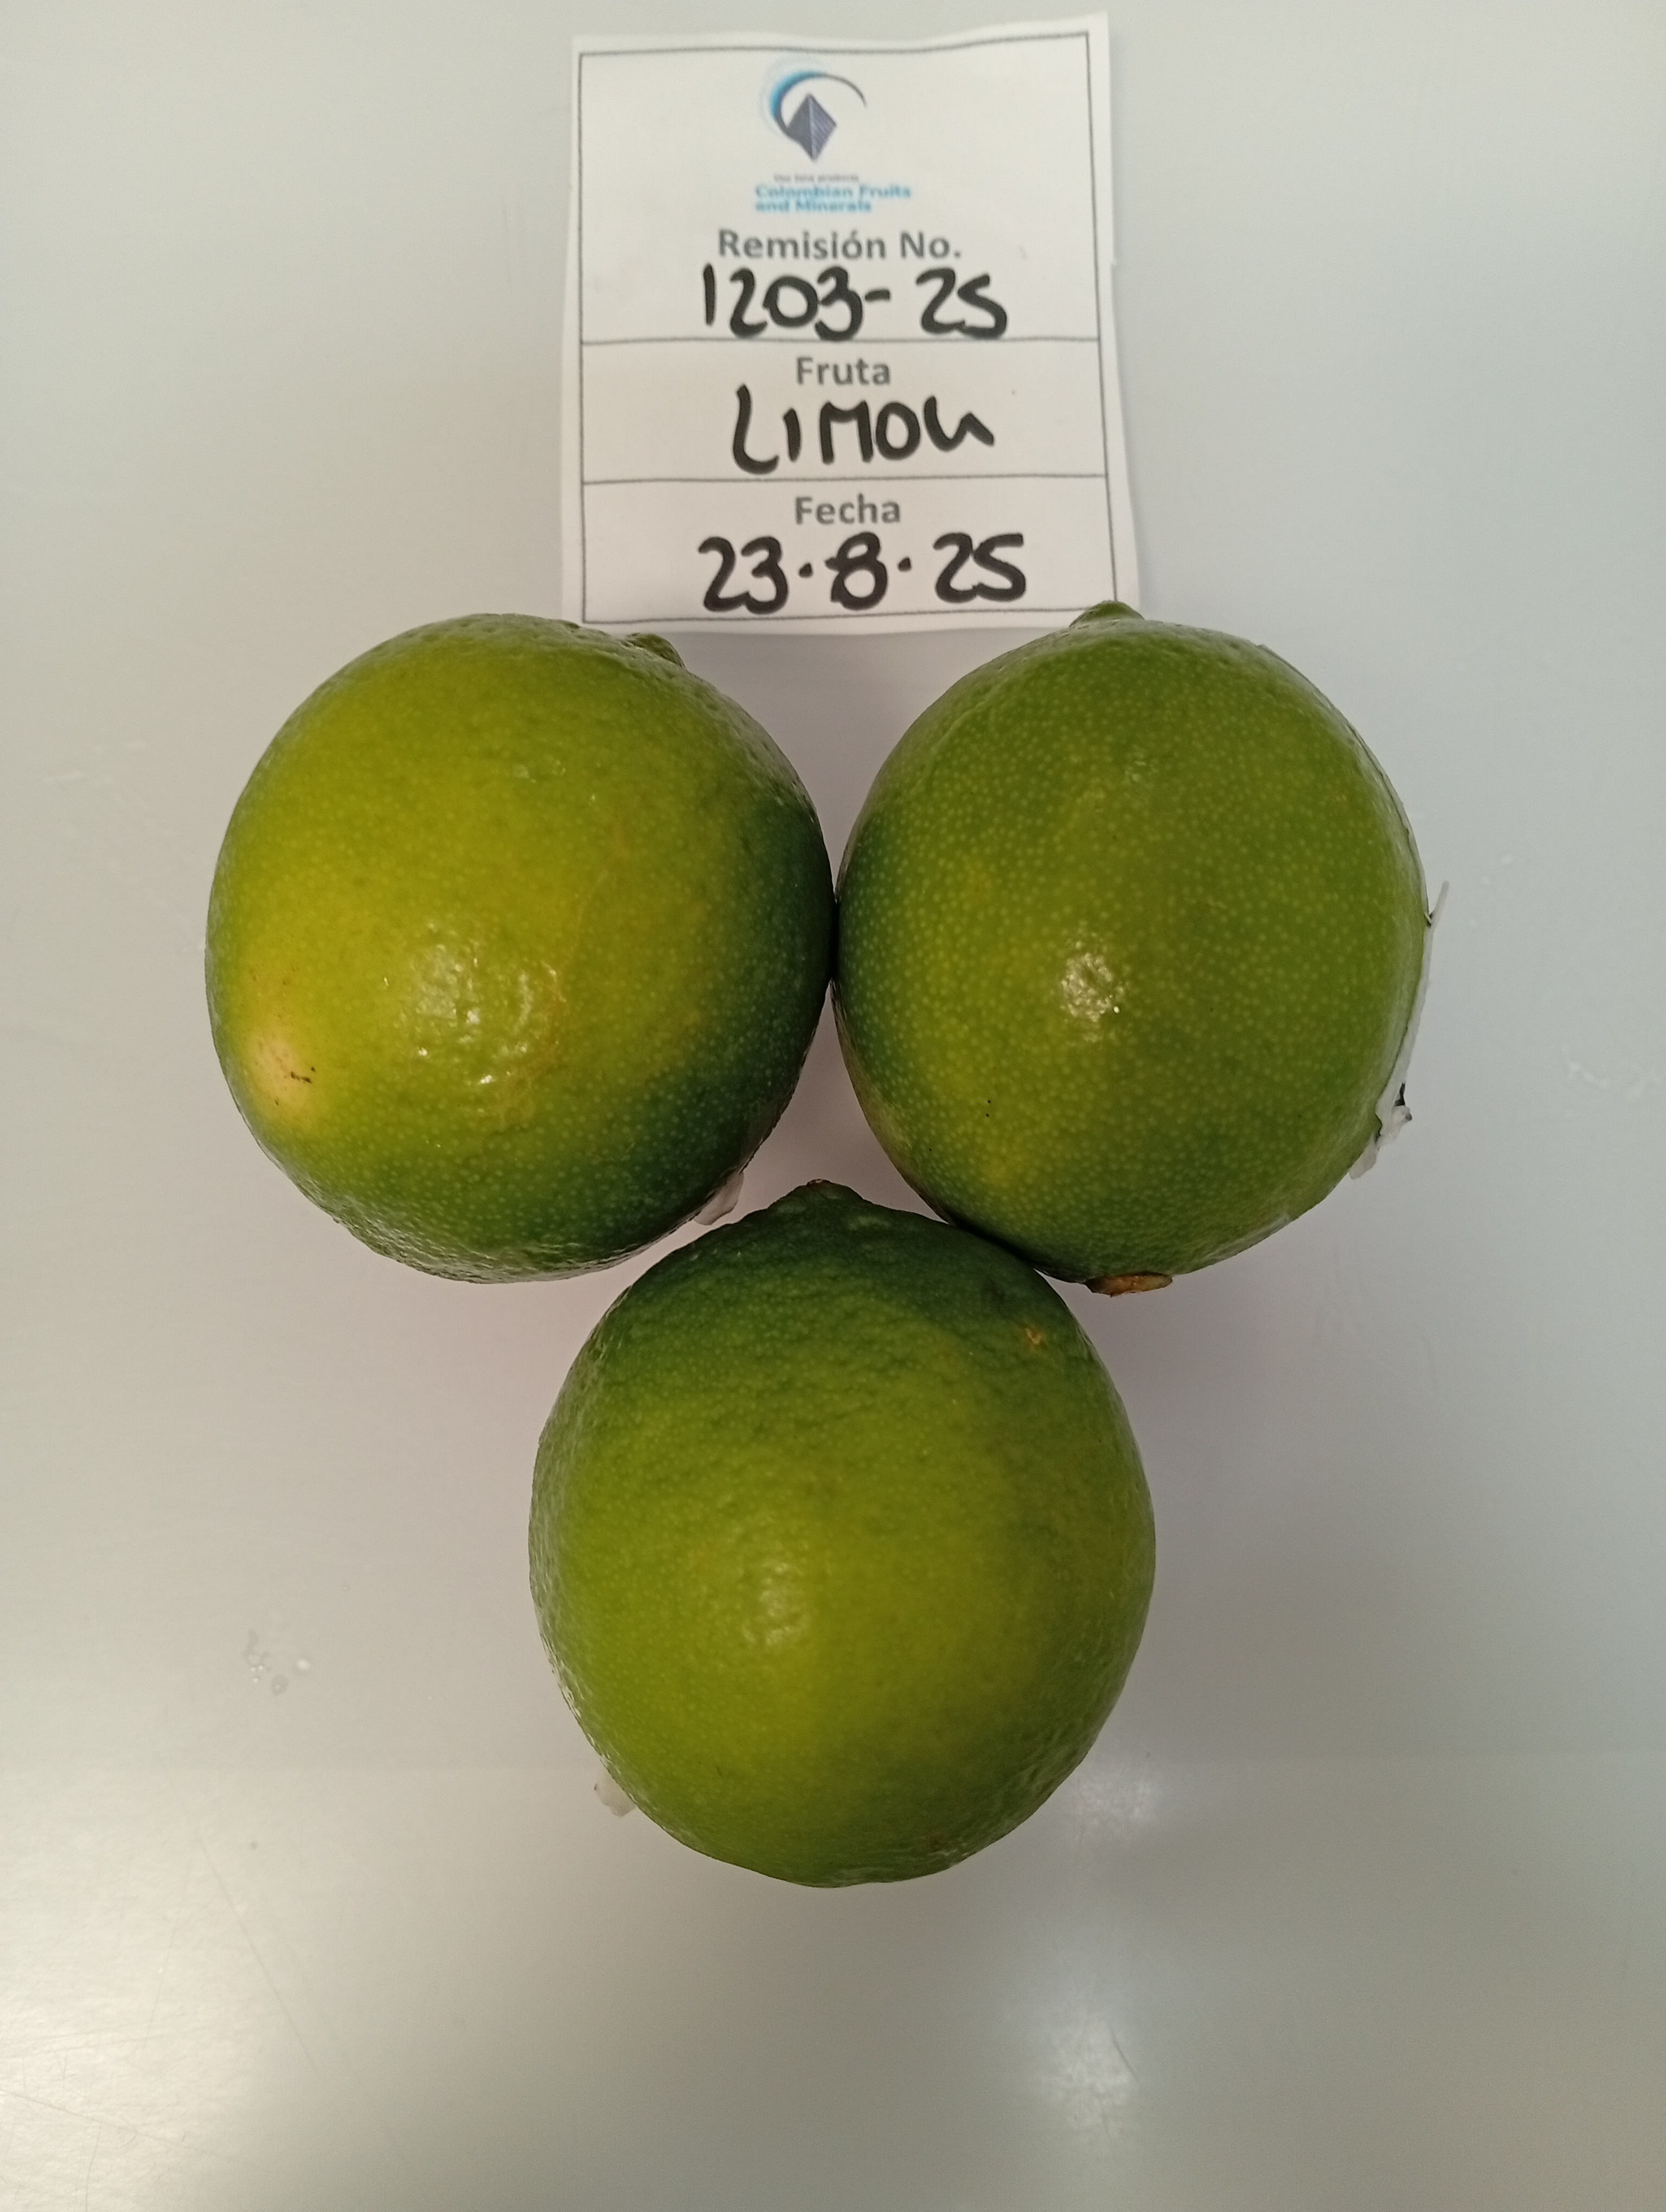 Colombian Fruits
and Minerals
Remisión No.
1203-25
Fruta
LIMON
Fecha
23.8.25